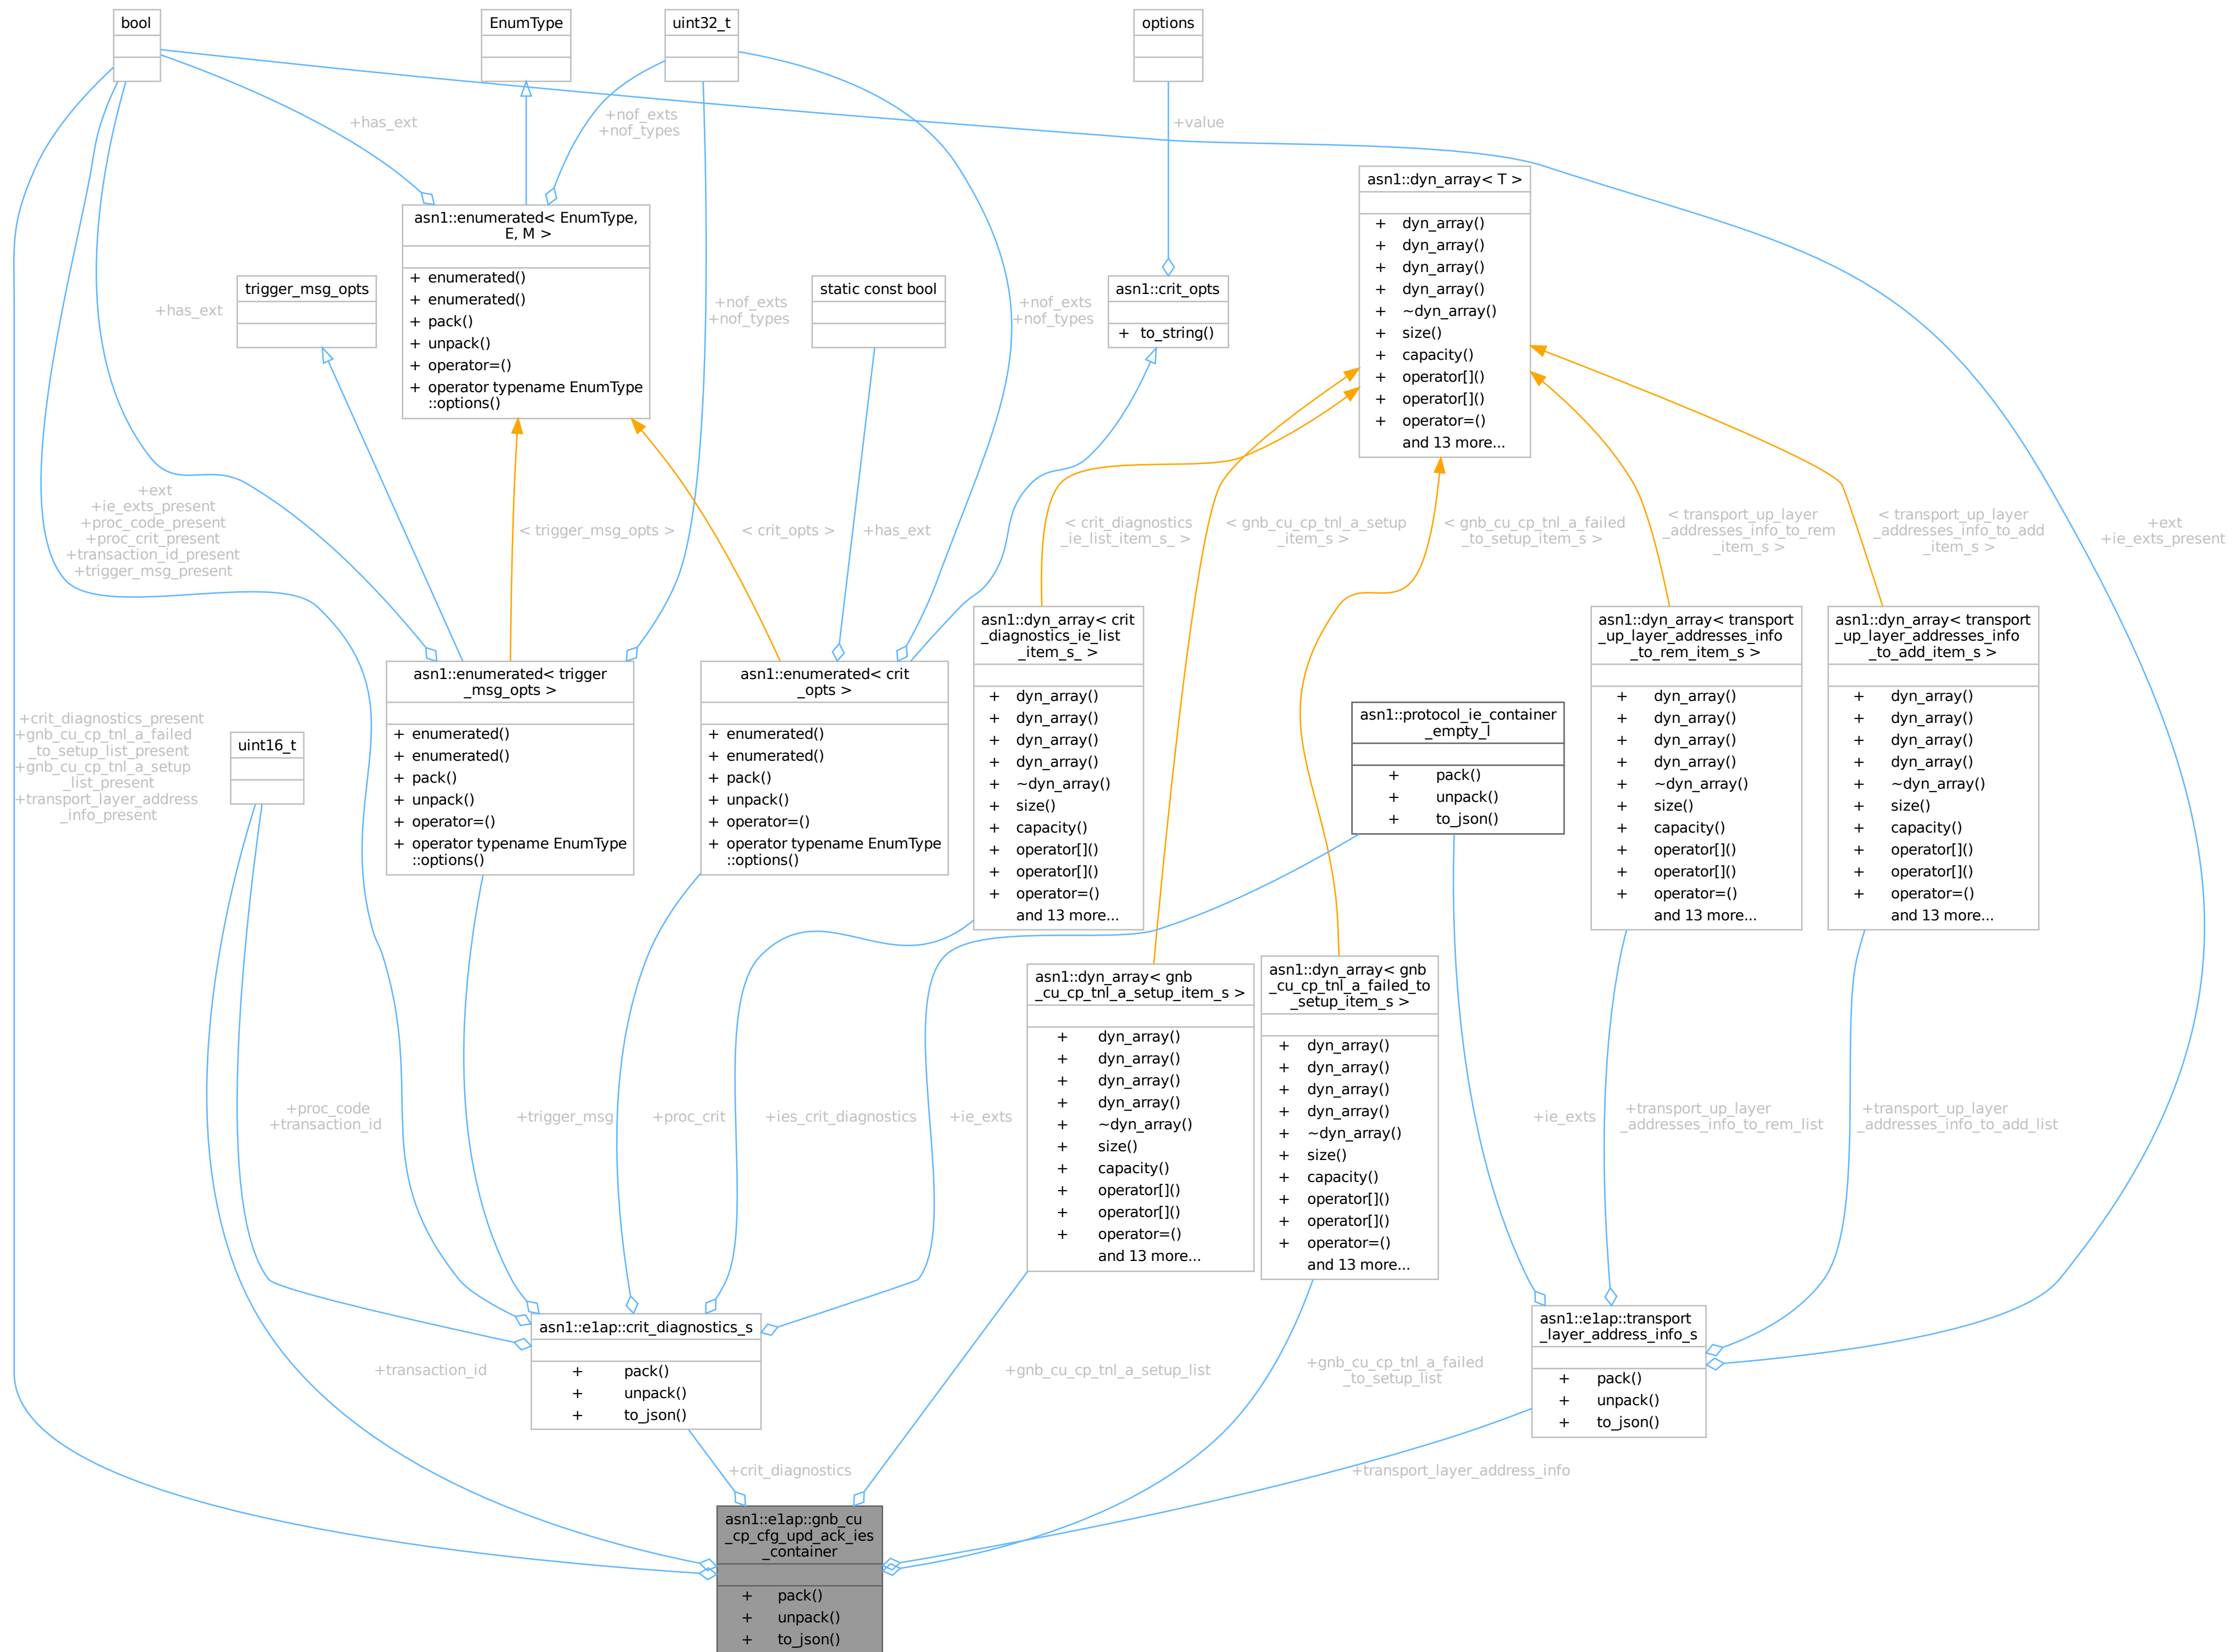 bool
EnumType
uint32_t
options
+has_ext
+nof_exts
+nof_types
+value
asn1::dyn_array< T >
+ dyn_array()
+ dyn_array()
+ dyn_array()
+ dyn_array()
+ ~dyn_array()
+ size()
+ capacity()
+ operator[]()
+ operator[]()
+ operator=()
and 13 more...
asn1::enumerated< EnumType,
E, M >
+ enumerated()
+ enumerated()
+ pack()
+ unpack()
+ operator=()
+ operator typename EnumType
::options()
trigger_msg_opts
static const bool
asn1::crit_opts
+ to_string()
+has_ext
+nof_exts
+nof_types
+nof_exts
+nof_types
+ext
+ie_exts_present
+proc_code_present
+proc_crit_present
+transaction_id_present
+trigger_msg_present
< trigger_msg_opts >
< crit_opts >
+has_ext
< crit_diagnostics
_ie_list_item_s_ >
< gnb_cu_cp_tnl_a_setup
_item_s >
< gnb_cu_cp_tnl_a_failed
_to_setup_item_s >
< transport_up_layer
_addresses_info_to_rem
_item_s >
< transport_up_layer
_addresses_info_to_add
_item_s >
+ext
+ie_exts_present
asn1::enumerated< trigger
_msg_opts >
+ enumerated()
+ enumerated()
+ pack()
+ unpack()
+ operator=()
+ operator typename EnumType
::options()
asn1::enumerated< crit
_opts >
+ enumerated()
+ enumerated()
+ pack()
+ unpack()
+ operator=()
+ operator typename EnumType
::options()
asn1::dyn_array< crit
_diagnostics_ie_list
_item_s_ >
+ dyn_array()
+ dyn_array()
+ dyn_array()
+ dyn_array()
+ ~dyn_array()
+ size()
+ capacity()
+ operator[]()
+ operator[]()
+ operator=()
and 13 more...
asn1::protocol_ie_container
_empty_l
+ pack()
+ unpack()
+ to_json()
asn1::dyn_array< transport
_up_layer_addresses_info
_to_rem_item_s >
+ dyn_array()
+ dyn_array()
+ dyn_array()
+ dyn_array()
+ ~dyn_array()
+ size()
+ capacity()
+ operator[]()
+ operator[]()
+ operator=()
and 13 more...
asn1::dyn_array< transport
_up_layer_addresses_info
_to_add_item_s >
+ dyn_array()
+ dyn_array()
+ dyn_array()
+ dyn_array()
+ ~dyn_array()
+ size()
+ capacity()
+ operator[]()
+ operator[]()
+ operator=()
and 13 more...
+crit_diagnostics_present
+gnb_cu_cp_tnl_a_failed
_to_setup_list_present
+gnb_cu_cp_tnl_a_setup
_list_present
+transport_layer_address
_info_present
uint16_t
asn1::dyn_array< gnb
_cu_cp_tnl_a_setup_item_s >
+ dyn_array()
+ dyn_array()
+ dyn_array()
+ dyn_array()
+ ~dyn_array()
+ size()
+ capacity()
+ operator[]()
+ operator[]()
+ operator=()
and 13 more...
asn1::dyn_array< gnb
_cu_cp_tnl_a_failed_to
_setup_item_s >
+ dyn_array()
+ dyn_array()
+ dyn_array()
+ dyn_array()
+ ~dyn_array()
+ size()
+ capacity()
+ operator[]()
+ operator[]()
+ operator=()
and 13 more...
+proc_code
+transaction_id
+trigger_msg
+proc_crit
+ies_crit_diagnostics
+ie_exts
+ie_exts
+transport_up_layer
_addresses_info_to_rem_list
+transport_up_layer
_addresses_info_to_add_list
asn1::e1ap::crit_diagnostics_s
+ pack()
+ unpack()
+ to_json()
asn1::e1ap::transport
_layer_address_info_s
+ pack()
+ unpack()
+ to_json()
+transaction_id
+gnb_cu_cp_tnl_a_setup_list
+gnb_cu_cp_tnl_a_failed
_to_setup_list
+crit_diagnostics
+transport_layer_address_info
asn1::e1ap::gnb_cu
_cp_cfg_upd_ack_ies
_container
+ pack()
+ unpack()
+ to_json()